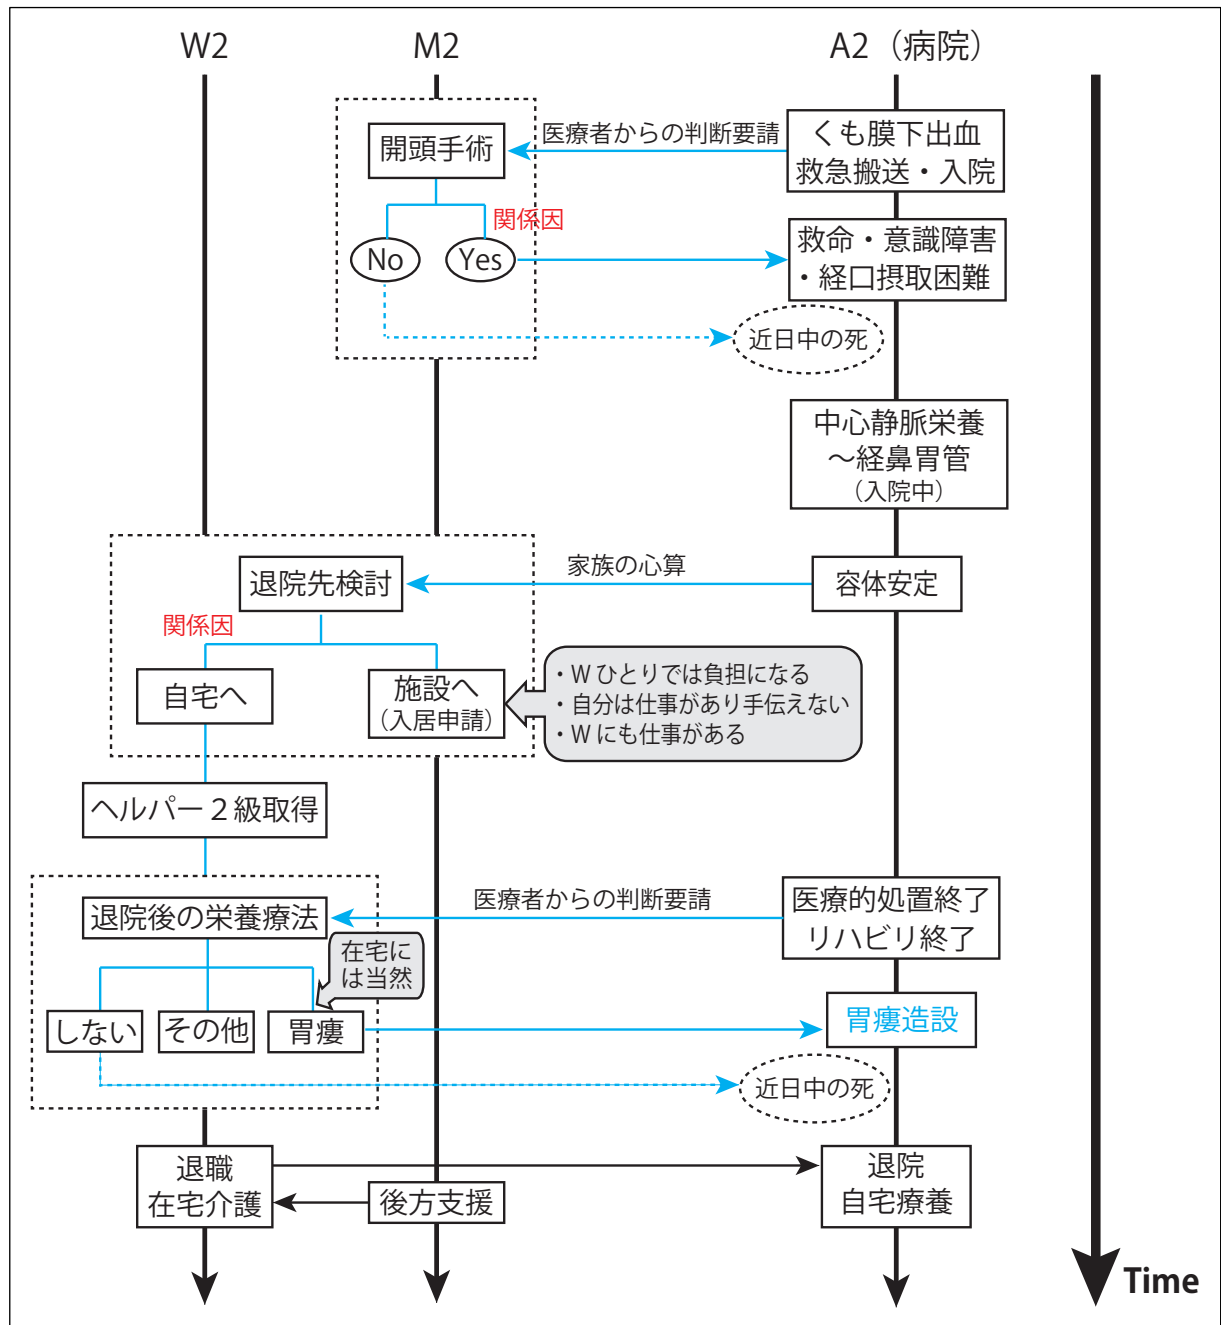 W2
M2
A2（病院）
医療者からの判断要請
開頭手術
くも膜下出血
救急搬送・入院
関係因
No
Yes
救命・意識障害
・経口摂取困難
近日中の死
中心静脈栄養
～経鼻胃管
（入院中）
家族の心算
退院先検討
容体安定
関係因
自宅へ
施設へ
（入居申請）
・W ひとりでは負担になる
・自分は仕事があり手伝えない
・W にも仕事がある
ヘルパー２級取得
医療者からの判断要請
退院後の栄養療法
医療的処置終了
リハビリ終了
在宅に
は当然
しない
その他
胃瘻
胃瘻造設
近日中の死
退職
在宅介護
後方支援
退院
自宅療養
Time